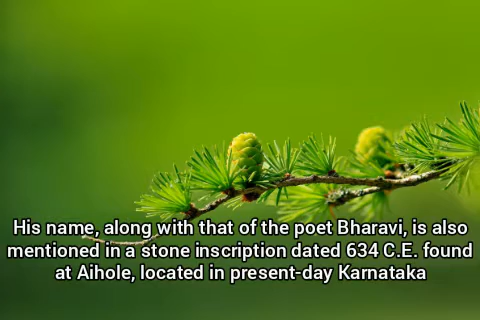 His name, along with that of the poet Bharavi, is also
mentioned in a stone inscription dated 634 C.E. found
at Aihole, located in present-day Karnataka